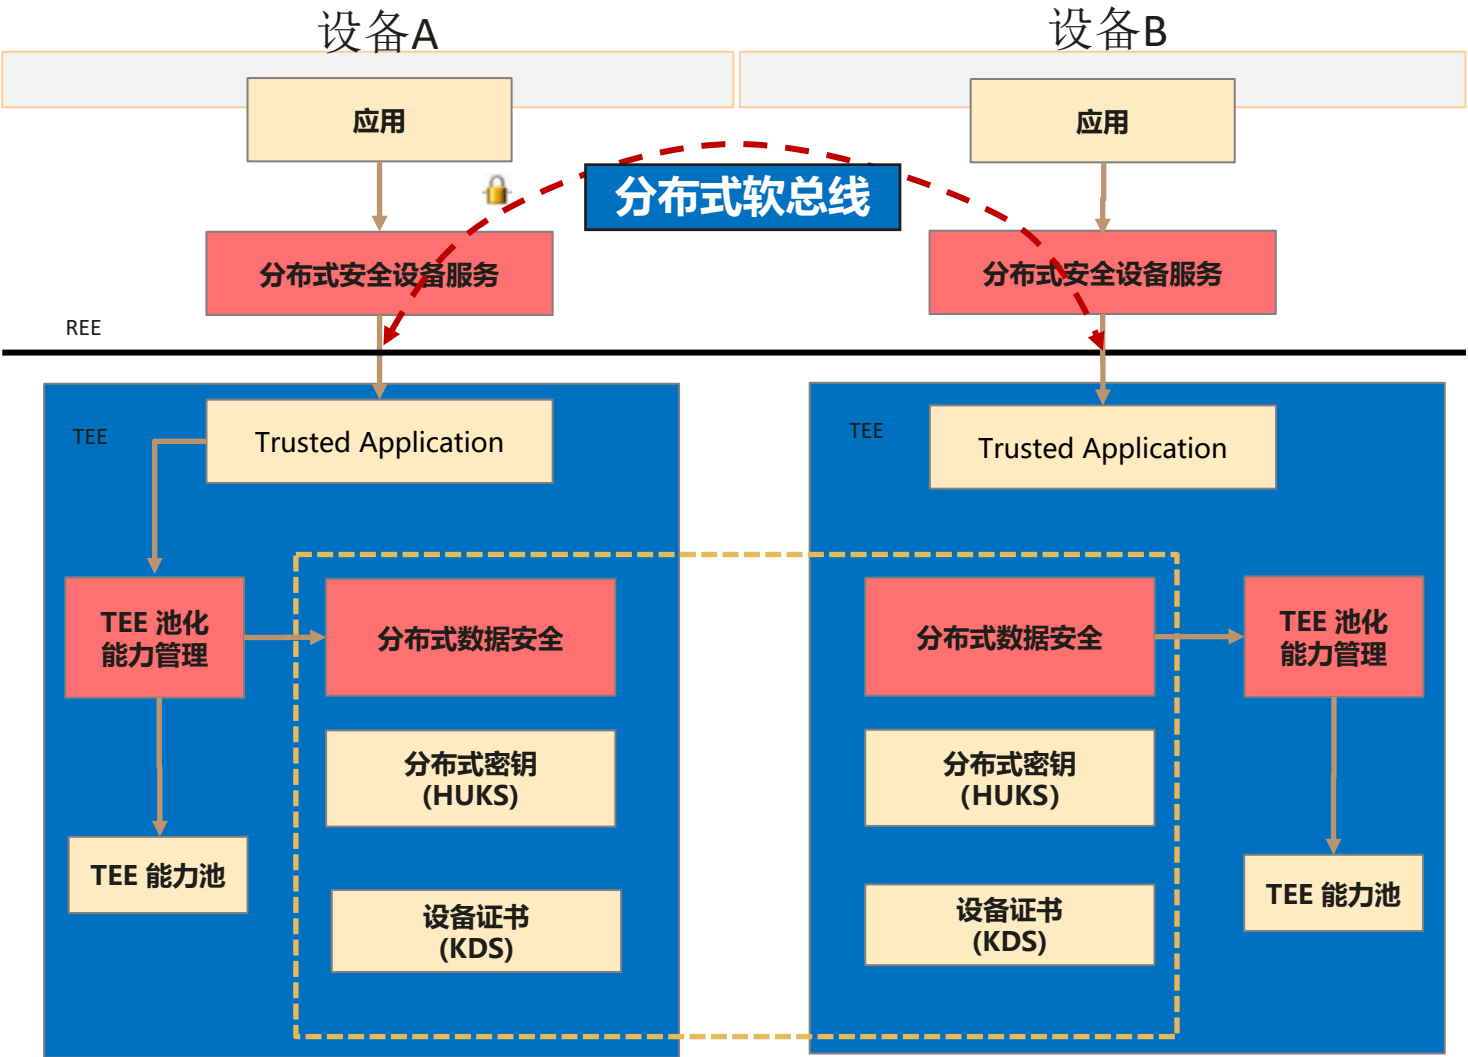 设备A
设备B
应用
应用
分布式软总线
分布式安全设备服务
分布式安全设备服务
REE
TEE
Trusted Application
TEE
Trusted Application
TEE 池化
能力管理
分布式数据安全
分布式数据安全
TEE 池化
能力管理
分布式密钥
(HUKS)
分布式密钥
(HUKS)
TEE 能力池
设备证书
(KDS)
设备证书
(KDS)
TEE 能力池